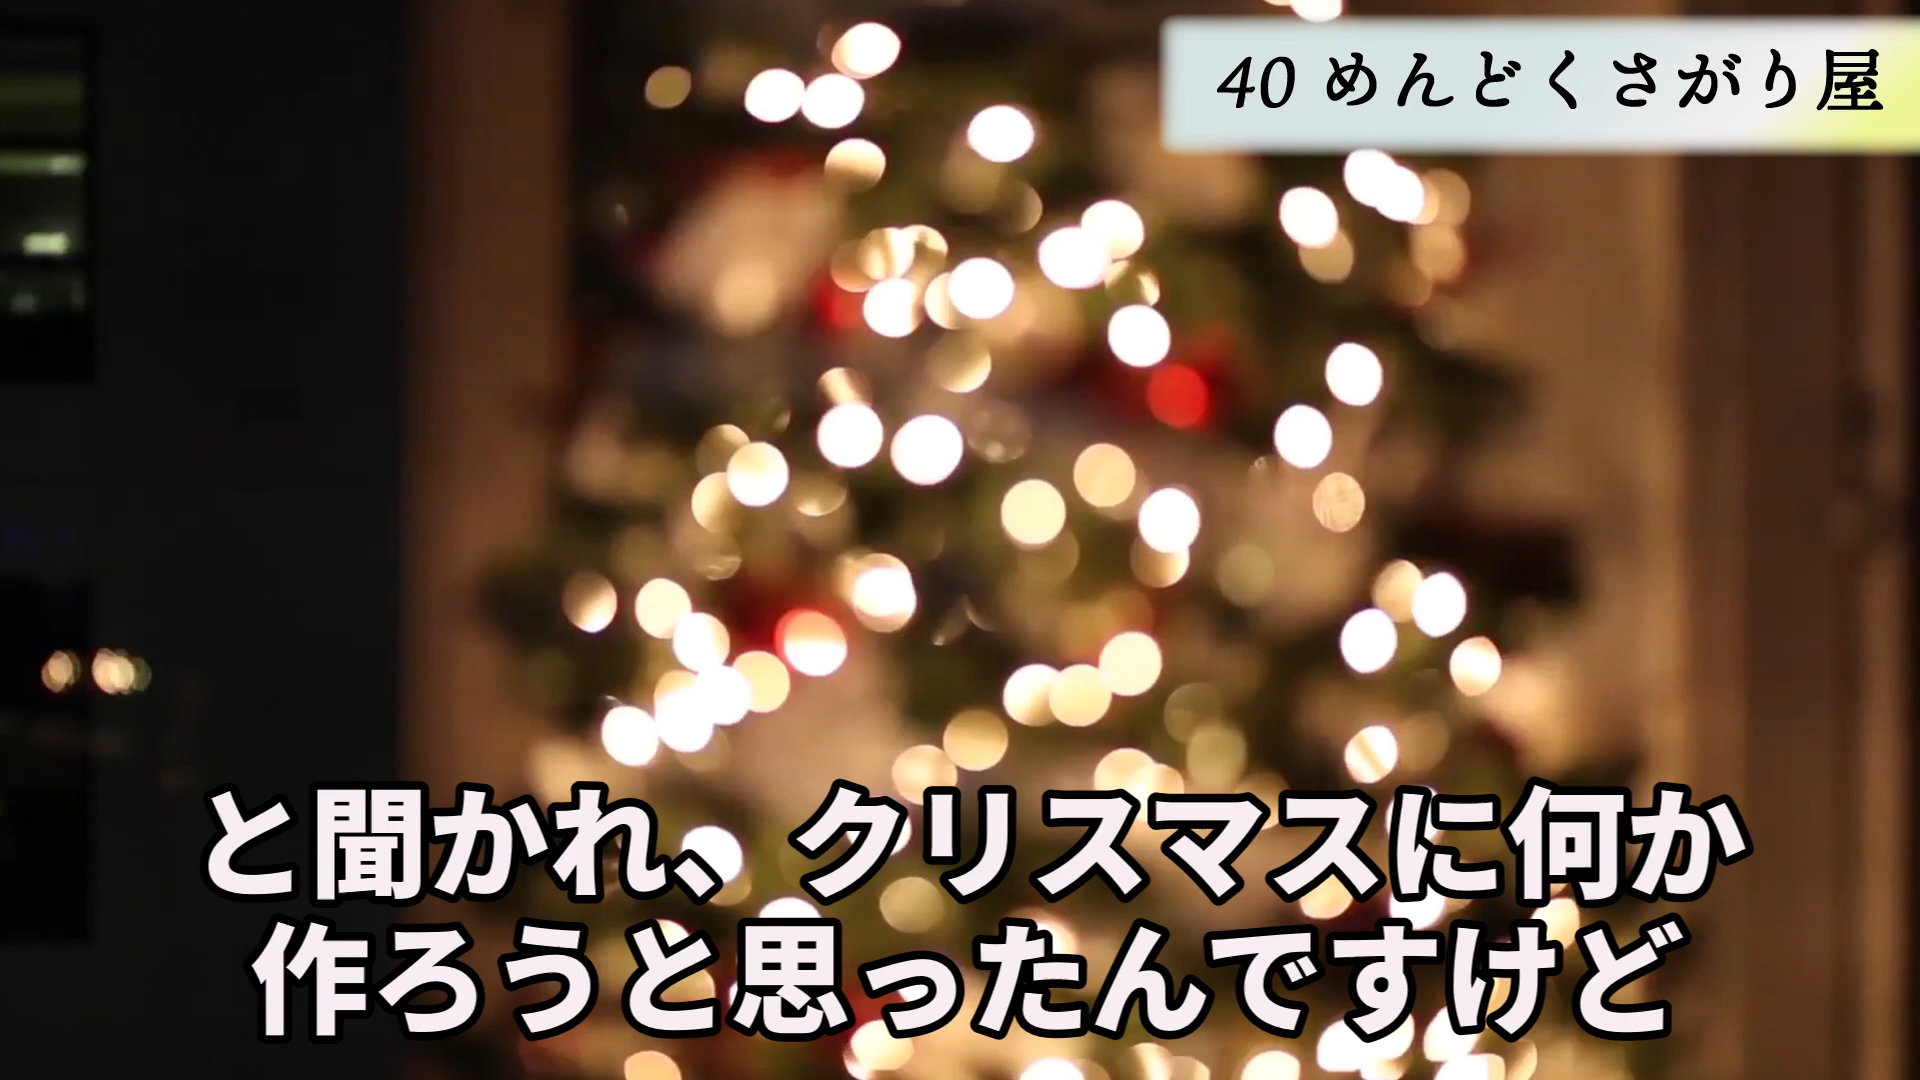 40 めんどくさがり屋
と聞かれ、クリスマスに何か
作ろうと思ったんですけど